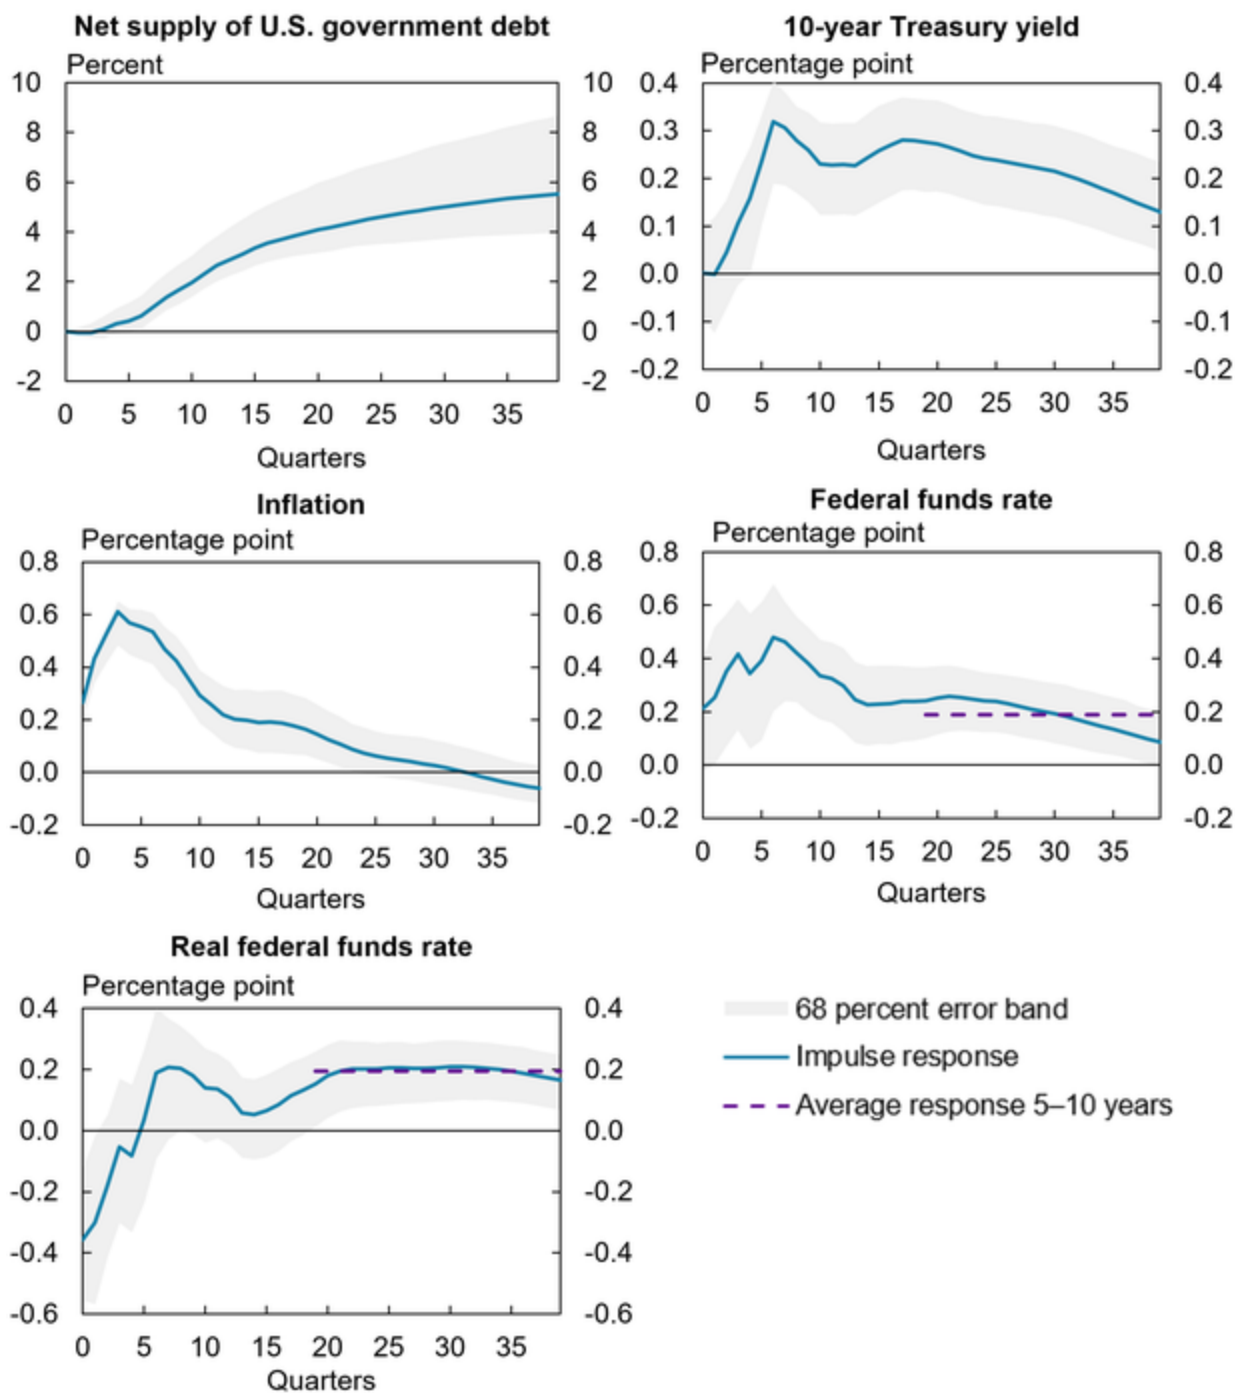 Net supply of U.S. government debt
Percent
10 10
8 8
6 6
4 4
2 2
0 0
-2 -2
0 5 10 15 20 25 30 35
Quarters
10-year Treasury yield
Percentage point
0.4 0.4
0.3 0.3
0.2 0.2
0.1 0.1
0.0 0.0
-0.1 -0.1
-0.2 -0.2
0 5 10 15 20 25 30 35
Quarters
Inflation
Percentage point
0.8 0.8
0.6 0.6
0.4 0.4
0.2 0.2
0.0 0.0
-0.2 -0.2
0 5 10 15 20 25 30 35
Quarters
Federal funds rate
Percentage point
0.8 0.8
0.6 0.6
0.4 0.4
0.2 0.2
0.0 0.0
-0.2 -0.2
0 5 10 15 20 25 30 35
Quarters
Real federal funds rate
Percentage point
0.4 0.4
0.2 0.2
0.0 0.0
-0.2 -0.2
-0.4 -0.4
-0.6 -0.6
0 5 10 15 20 25 30 35
Quarters
68 percent error band
Impulse response
Average response 5–10 years